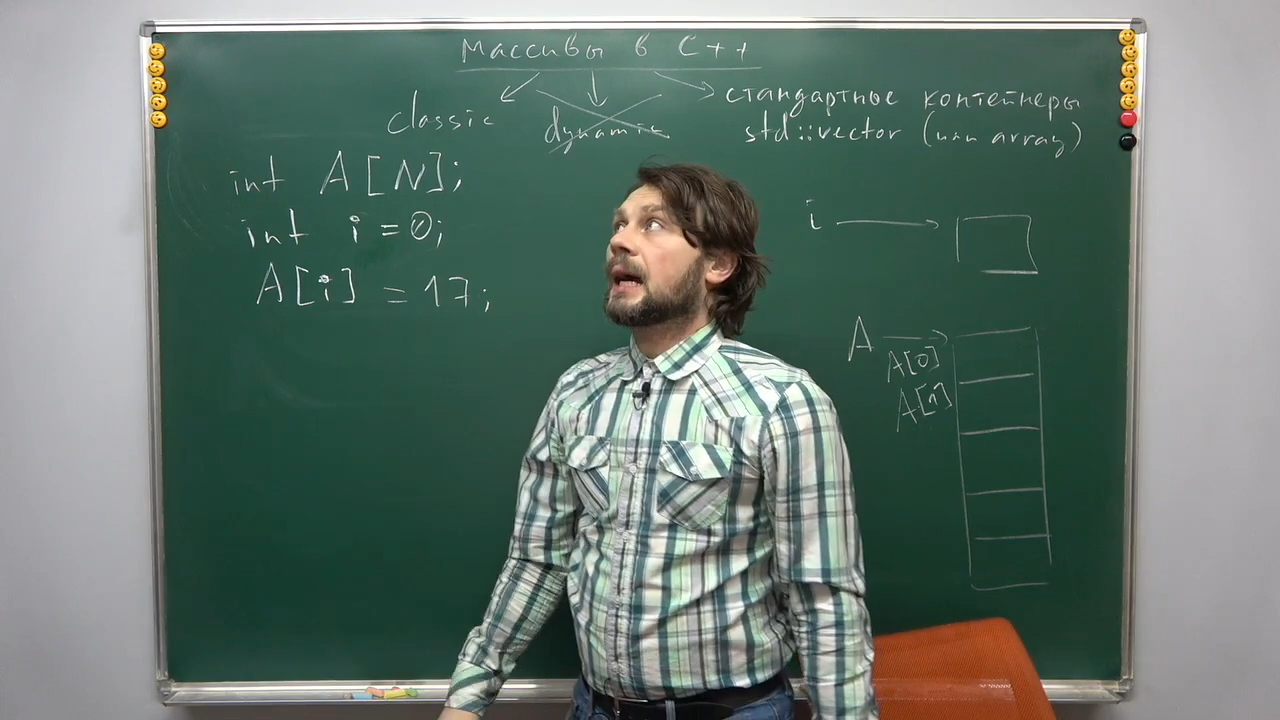 Массивы в C++
classic
dynamic
стандартные контейнеры
std::vector (или array)
int A[N];
int i = 0;
A[i] = 17;
i
A
A[0]
A[1]